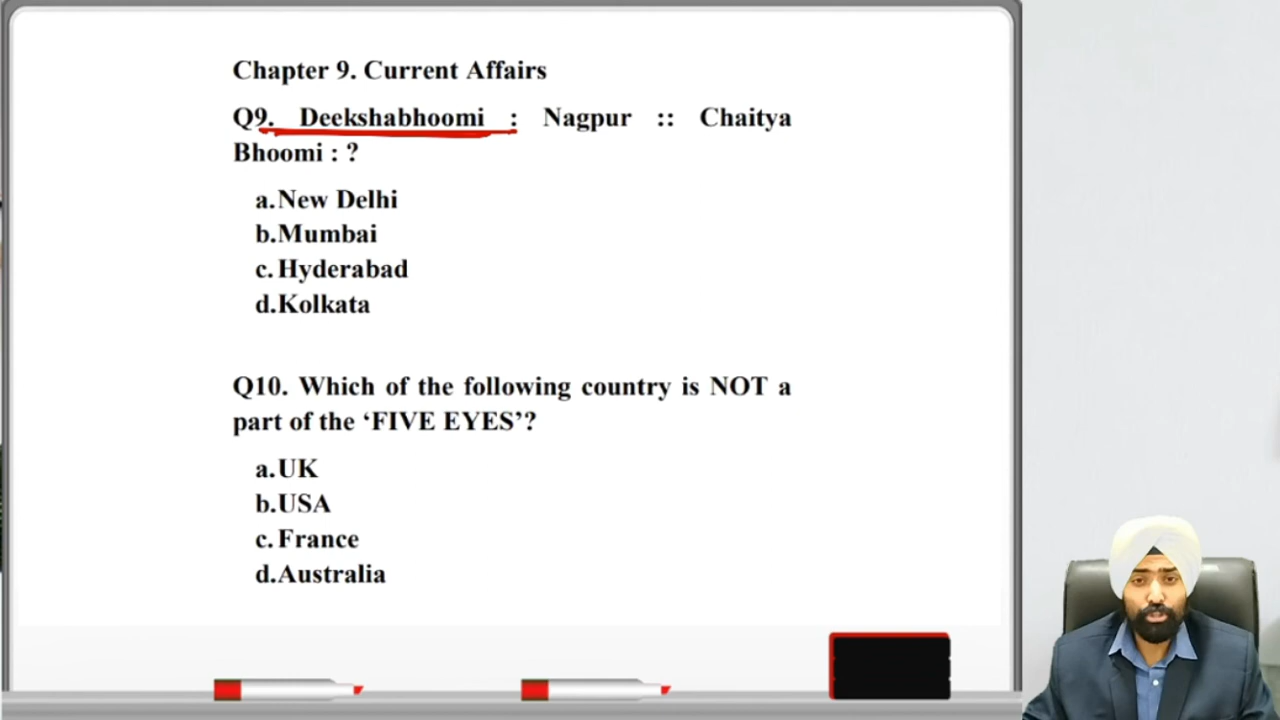 Chapter 9. Current Affairs
Q9. Deekshabhoomi : Nagpur :: Chaitya
Bhoomi : ?
a. New Delhi
b. Mumbai
c. Hyderabad
d. Kolkata
Q10. Which of the following country is NOT a
part of the ‘FIVE EYES’?
a. UK
b. USA
c. France
d. Australia